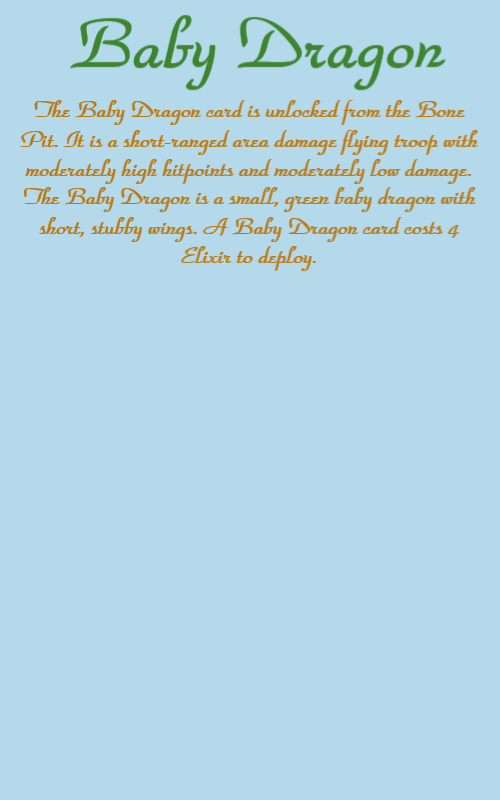 Baby Dragon
The Baby Dragon card is unlocked from the Bone
Pit. It is a short-ranged area damage flying troop with
moderately high hitpoints and moderately low damage.
The Baby Dragon is a small, green baby dragon with
short, stubby wings. A Baby Dragon card costs 4
Elixir to deploy.